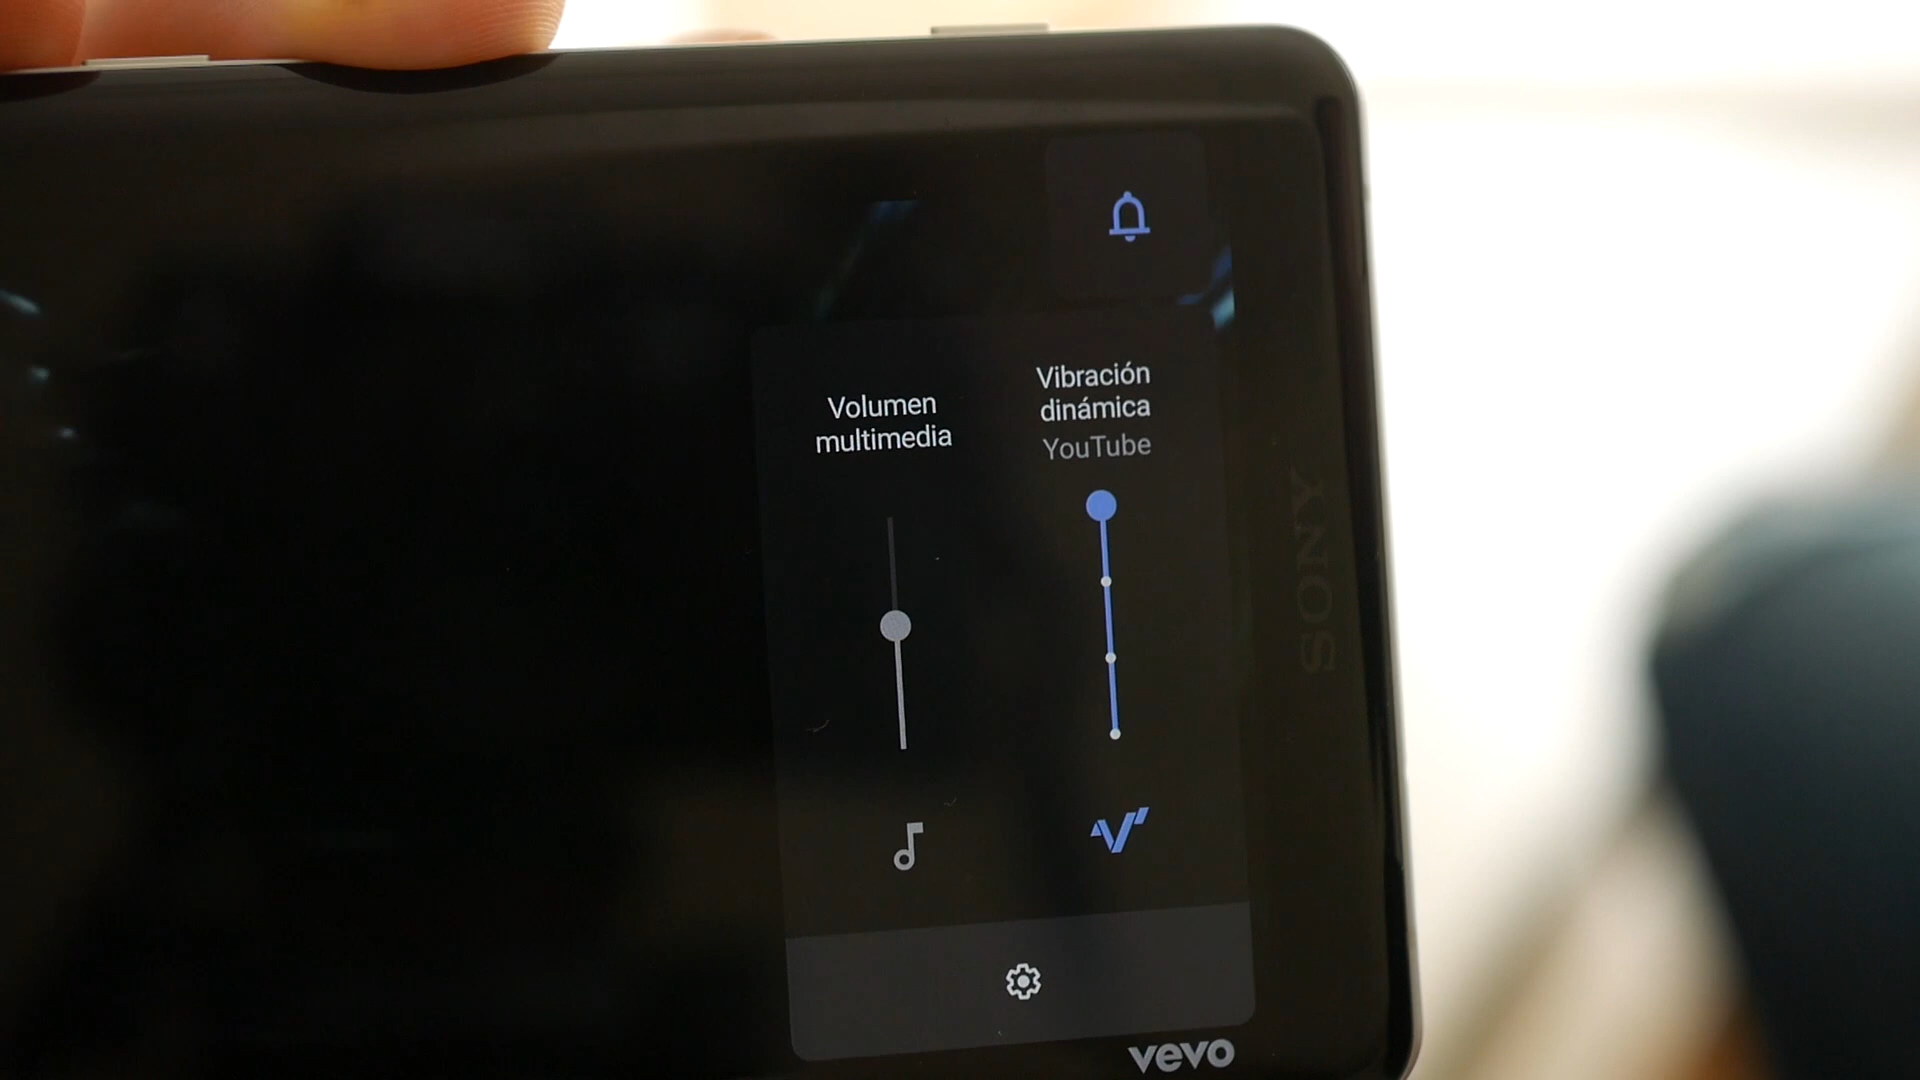 Volumen
multimedia
Vibración
dinámica
YouTube
SONY
vevo